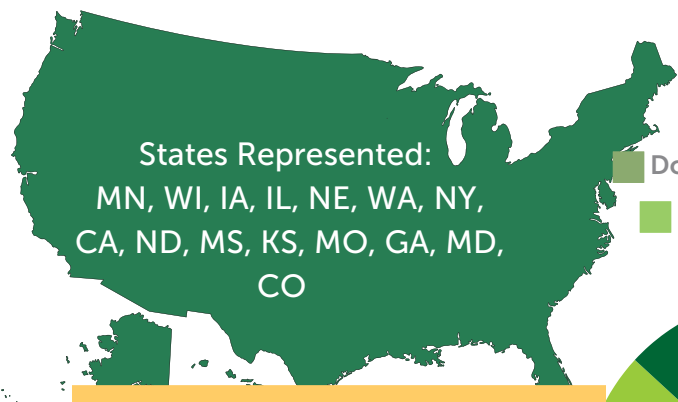 States Represented:
MN, WI, IA, IL, NE, WA, NY,
CA, ND, MS, KS, MO, GA, MD,
CO